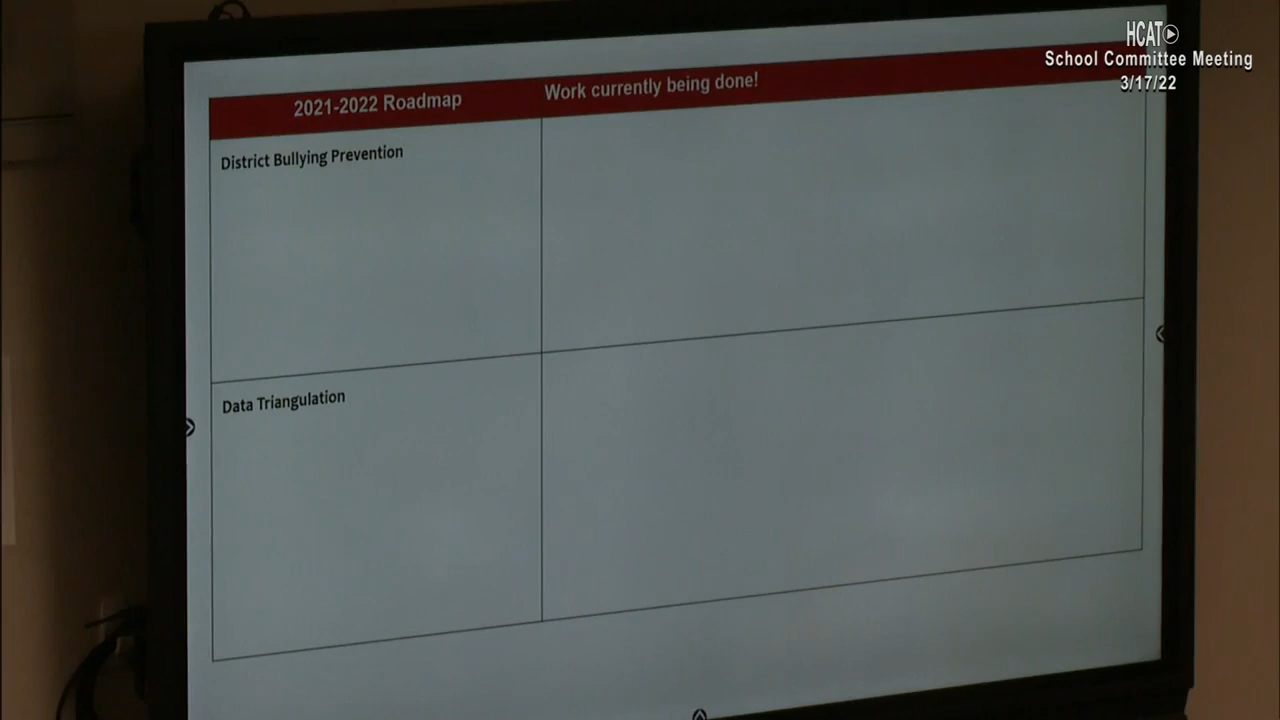 HCAT
School Committee Meeting
3/17/22
2021-2022 Roadmap
Work currently being done!
District Bullying Prevention
Data Triangulation